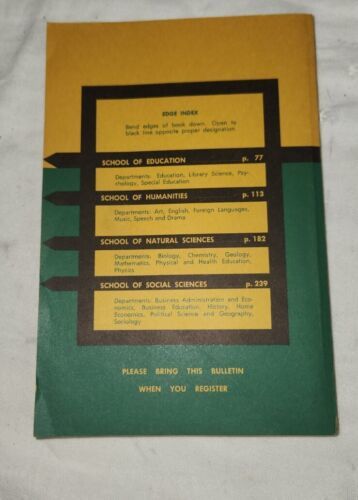 EDGE INDEX
Bend edges of book down. Open to
black line opposite proper designation
SCHOOL OF EDUCATION p. 77
Departments: Education, Library Science, Psy-
chology, Special Education
SCHOOL OF HUMANITIES p. 113
Departments: Art, English, Foreign Languages,
Music, Speech and Drama
SCHOOL OF NATURAL SCIENCES p. 182
Departments: Biology, Chemistry, Geology,
Mathematics, Physical and Health Education,
Physics
SCHOOL OF SOCIAL SCIENCES p. 239
Departments: Business Administration and Eco-
nomics, Business Education, History, Home
Economics, Political Science and Geography,
Sociology
PLEASE BRING THIS BULLETIN
WHEN YOU REGISTER